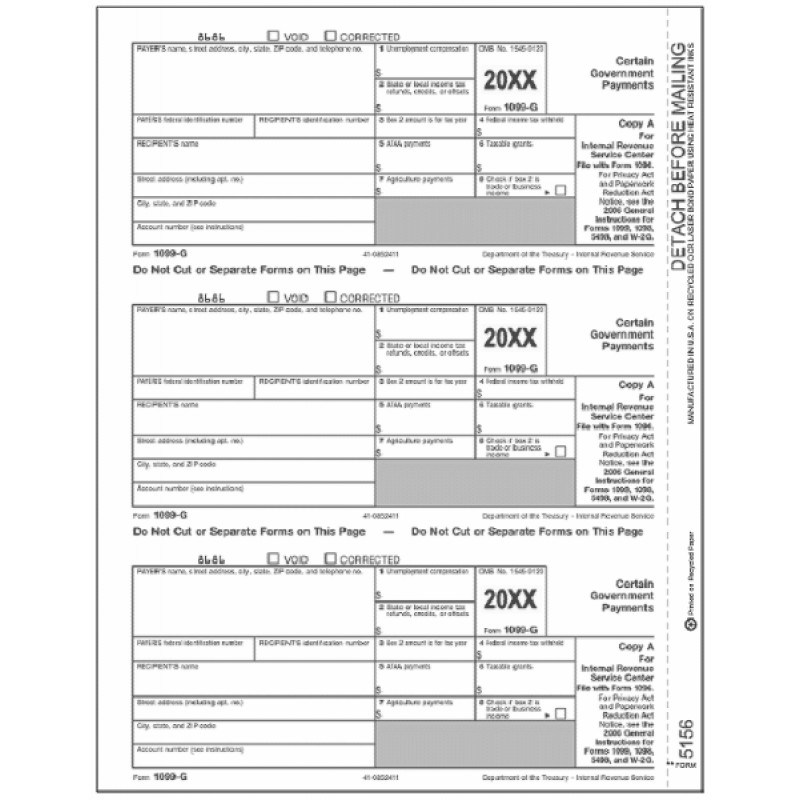 8686 VOID CORRECTED
PAYER'S name, street address, city, state, ZIP code, and telephone no.
1 Unemployment compensation
$
2 State or local income tax refunds, credits, or offsets
$
OMB No. 1545-0120
20XX
Form 1099-G
Certain
Government
Payments
PAYER'S federal identification number
RECIPIENT'S identification number
3 Box 2 amount is for tax year
4 Federal income tax withheld
$
RECIPIENT'S name
5 ATAA payments
$
6 Taxable grants
$
Street address (including apt. no.)
7 Agriculture payments
$
8 Check if box 2 is trade or business income
City, state, and ZIP code
Account number (see instructions)
Copy A
For
Internal Revenue
Service Center
File with Form 1096.
For Privacy Act
and Paperwork
Reduction Act
Notice, see the
2006 General
Instructions for
Forms 1099, 1098,
5498, and W-2G.
Form 1099-G 41-0852411 Department of the Treasury - Internal Revenue Service
Do Not Cut or Separate Forms on This Page — Do Not Cut or Separate Forms on This Page
8686 VOID CORRECTED
PAYER'S name, street address, city, state, ZIP code, and telephone no.
1 Unemployment compensation
$
2 State or local income tax refunds, credits, or offsets
$
OMB No. 1545-0120
20XX
Form 1099-G
Certain
Government
Payments
PAYER'S federal identification number
RECIPIENT'S identification number
3 Box 2 amount is for tax year
4 Federal income tax withheld
$
RECIPIENT'S name
5 ATAA payments
$
6 Taxable grants
$
Street address (including apt. no.)
7 Agriculture payments
$
8 Check if box 2 is trade or business income
City, state, and ZIP code
Account number (see instructions)
Copy A
For
Internal Revenue
Service Center
File with Form 1096.
For Privacy Act
and Paperwork
Reduction Act
Notice, see the
2006 General
Instructions for
Forms 1099, 1098,
5498, and W-2G.
Form 1099-G 41-0852411 Department of the Treasury - Internal Revenue Service
Do Not Cut or Separate Forms on This Page — Do Not Cut or Separate Forms on This Page
8686 VOID CORRECTED
PAYER'S name, street address, city, state, ZIP code, and telephone no.
1 Unemployment compensation
$
2 State or local income tax refunds, credits, or offsets
$
OMB No. 1545-0120
20XX
Form 1099-G
Certain
Government
Payments
PAYER'S federal identification number
RECIPIENT'S identification number
3 Box 2 amount is for tax year
4 Federal income tax withheld
$
RECIPIENT'S name
5 ATAA payments
$
6 Taxable grants
$
Street address (including apt. no.)
7 Agriculture payments
$
8 Check if box 2 is trade or business income
City, state, and ZIP code
Account number (see instructions)
Copy A
For
Internal Revenue
Service Center
File with Form 1096.
For Privacy Act
and Paperwork
Reduction Act
Notice, see the
2006 General
Instructions for
Forms 1099, 1098,
5498, and W-2G.
Form 1099-G 41-0852411 Department of the Treasury - Internal Revenue Service
DETACH BEFORE MAILING
MANUFACTURED IN U.S.A. ON RECYCLED OCR LASER BOND PAPER USING HEAT RESISTANT INKS
Printed on Recycled Paper
FORM 5156